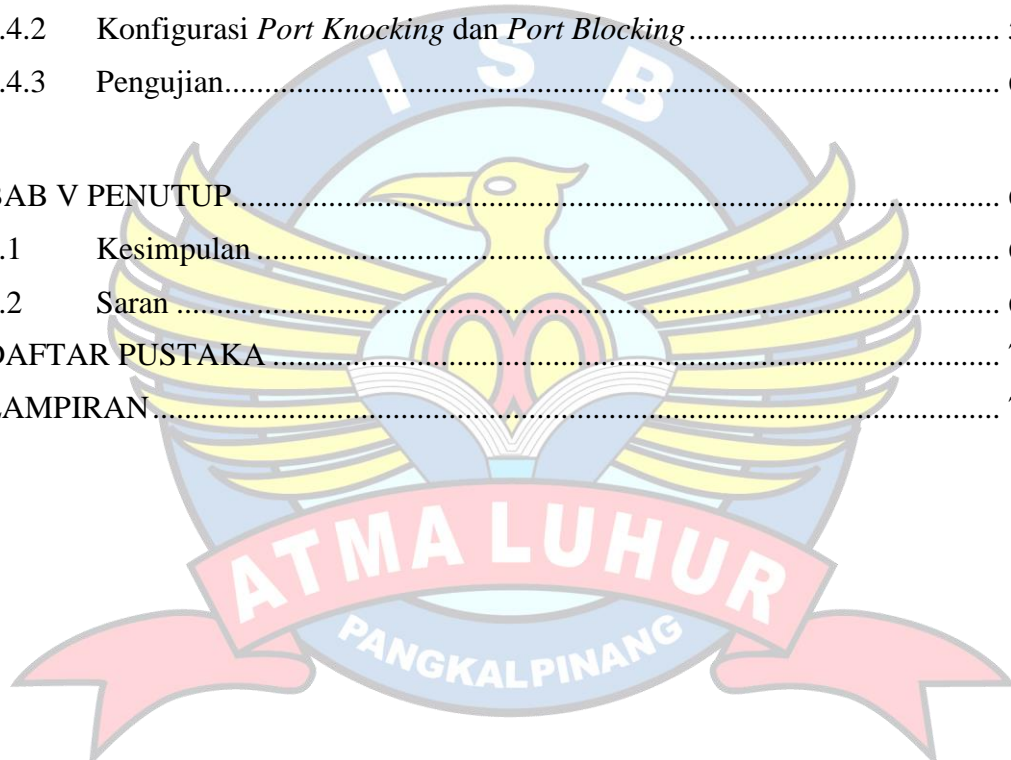 .4.2 Konfigurasi Port Knocking dan Port Blocking
.4.3 Pengujian
BAB V PENUTUP
.1 Kesimpulan
.2 Saran
DAFTAR PUSTAKA
LAMPIRAN
I S B
ATMA LUHUR
PANGKALPINANG